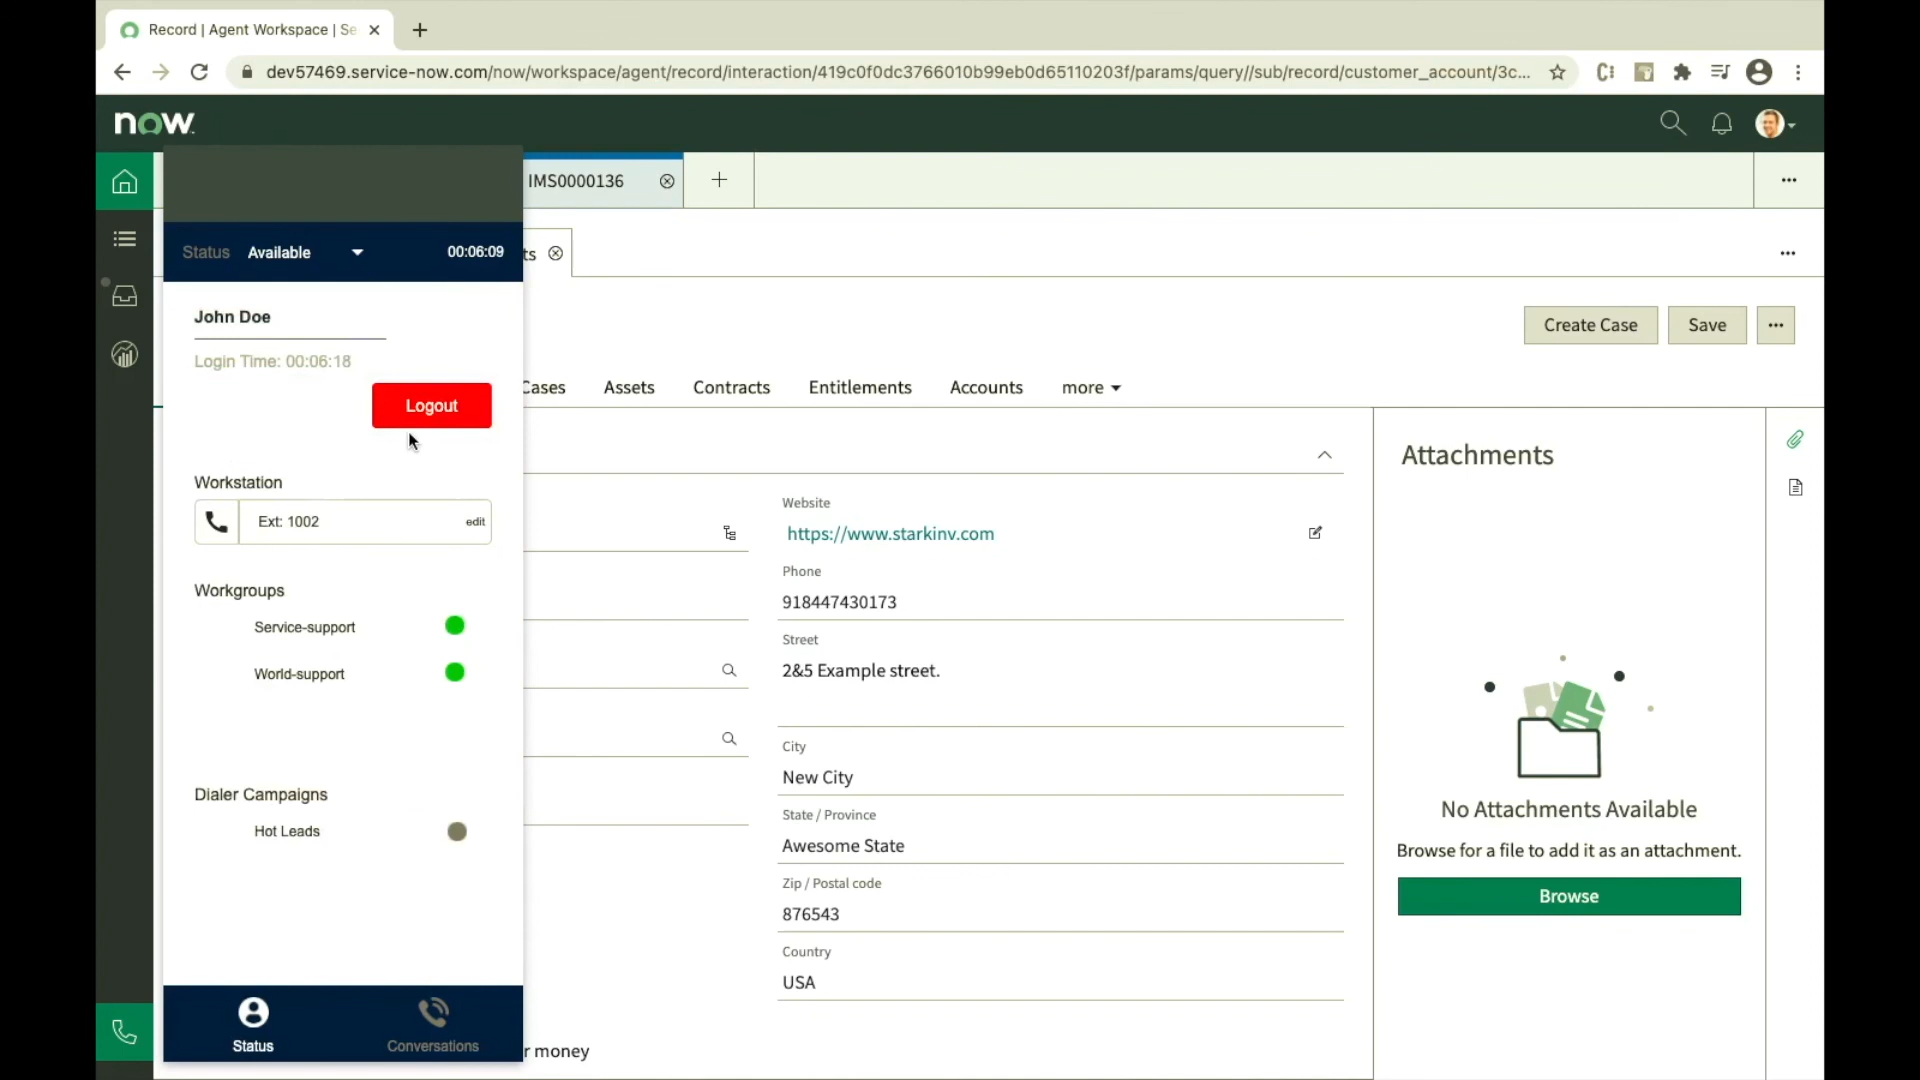 Record | Agent Workspace | Se
dev57469.service-now.com/now/workspace/agent/record/interaction/419c0f0dc3766010b99eb0d65110203f/params/query//sub/record/customer_account/3c...
now.
IMS0000136
Status Available 00:06:09
ts
John Doe
Login Time: 00:06:18
Logout
Create Case Save
Cases Assets Contracts Entitlements Accounts more
Workstation
Ext: 1002 edit
Workgroups
Service-support
World-support
Dialer Campaigns
Hot Leads
Status Conversations
Website
https://www.starkinv.com
Phone
918447430173
Street
2&5 Example street.
City
New City
State / Province
Awesome State
Zip / Postal code
876543
Country
USA
r money
Attachments
No Attachments Available
Browse for a file to add it as an attachment.
Browse